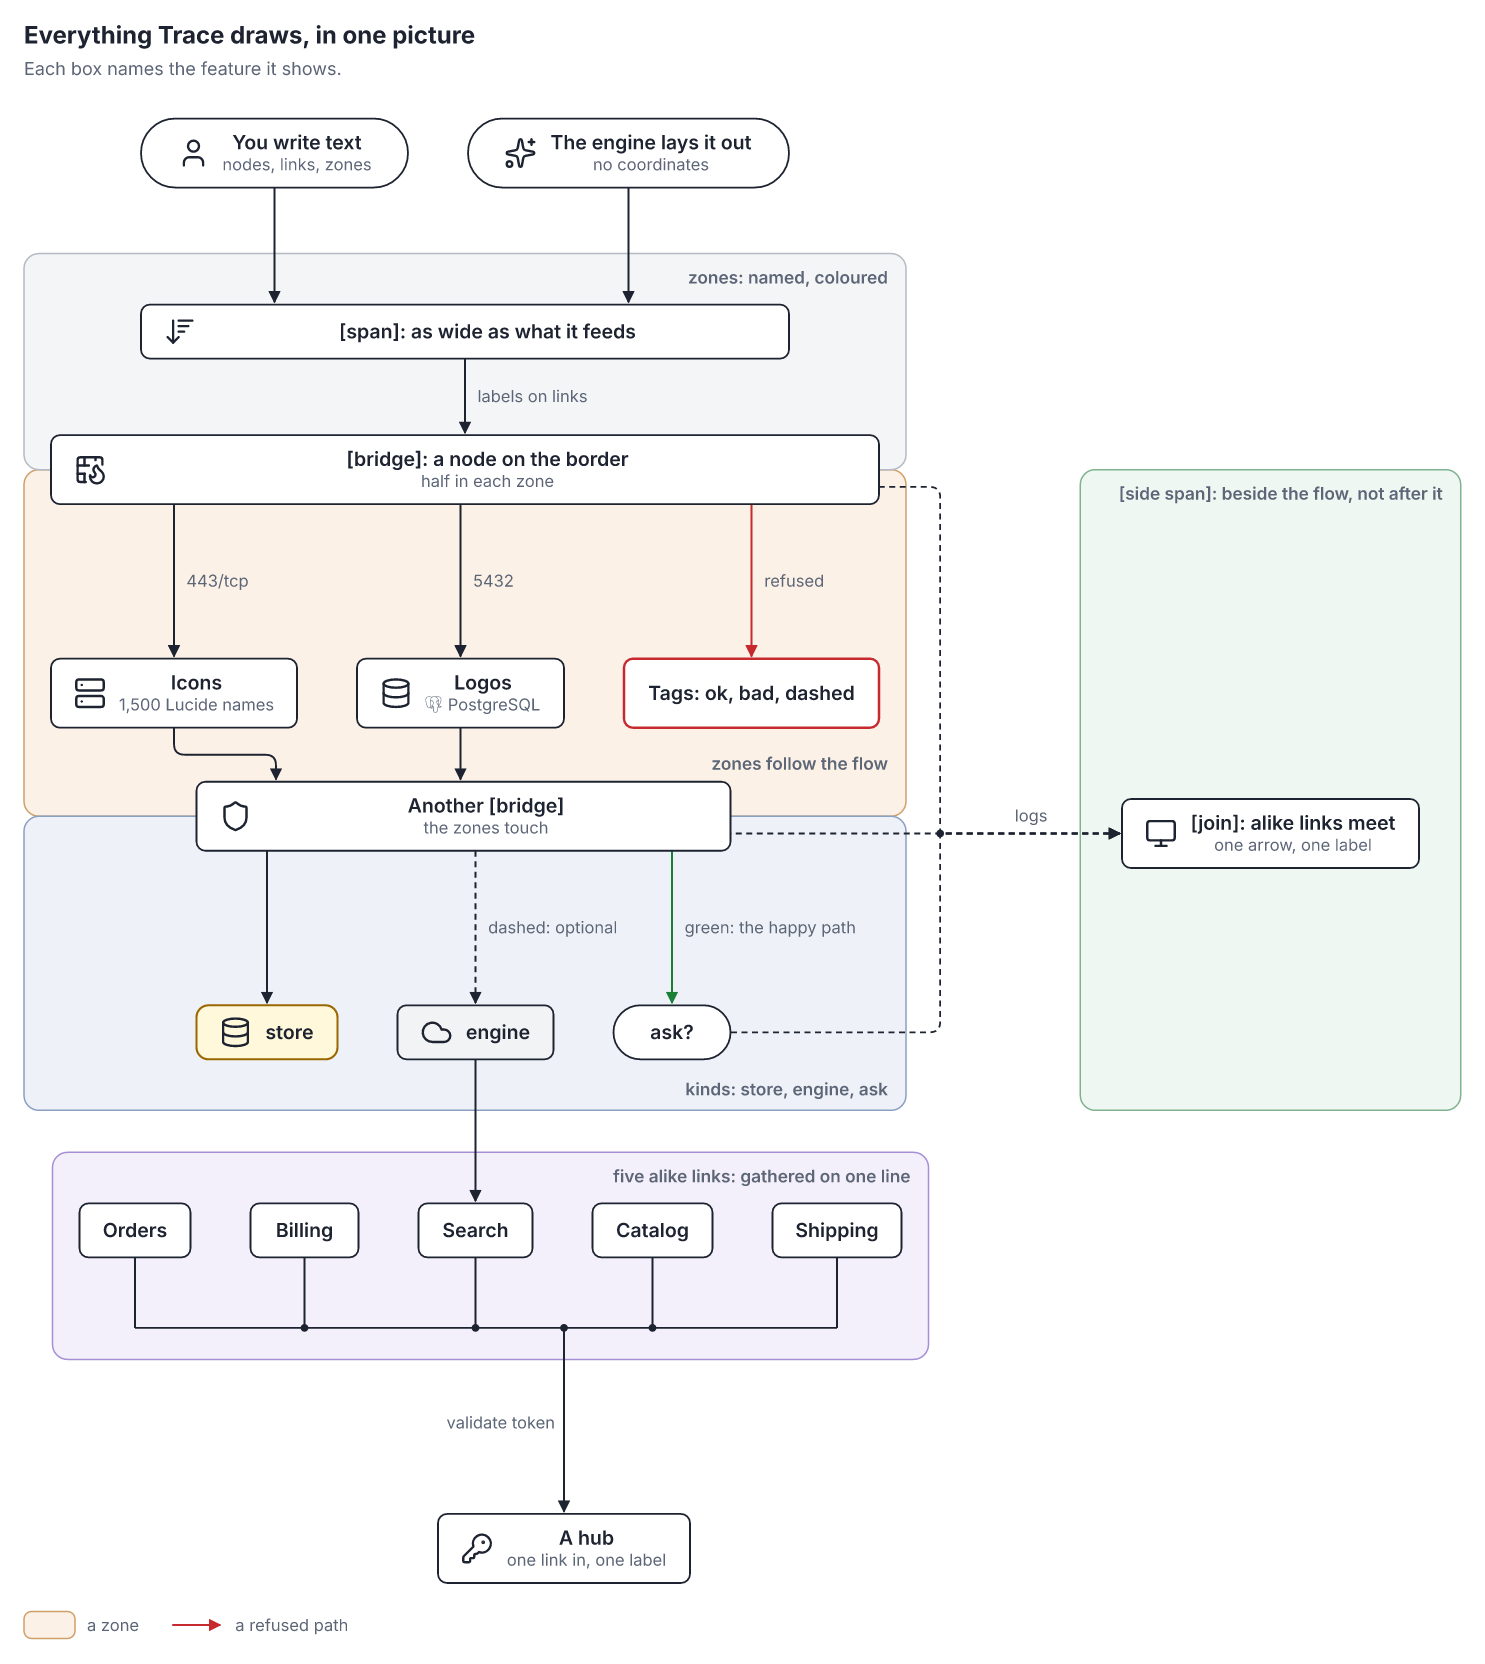 Everything Trace draws, in one picture
Each box names the feature it shows.
You write text
nodes, links, zones
The engine lays it out
no coordinates
zones: named, coloured
[span]: as wide as what it feeds
labels on links
[bridge]: a node on the border
half in each zone
[side span]: beside the flow, not after it
443/tcp
5432
refused
Icons
1,500 Lucide names
Logos
PostgreSQL
Tags: ok, bad, dashed
zones follow the flow
Another [bridge]
the zones touch
logs
[join]: alike links meet
one arrow, one label
dashed: optional
green: the happy path
store
engine
ask?
kinds: store, engine, ask
five alike links: gathered on one line
Orders
Billing
Search
Catalog
Shipping
validate token
A hub
one link in, one label
a zone
a refused path